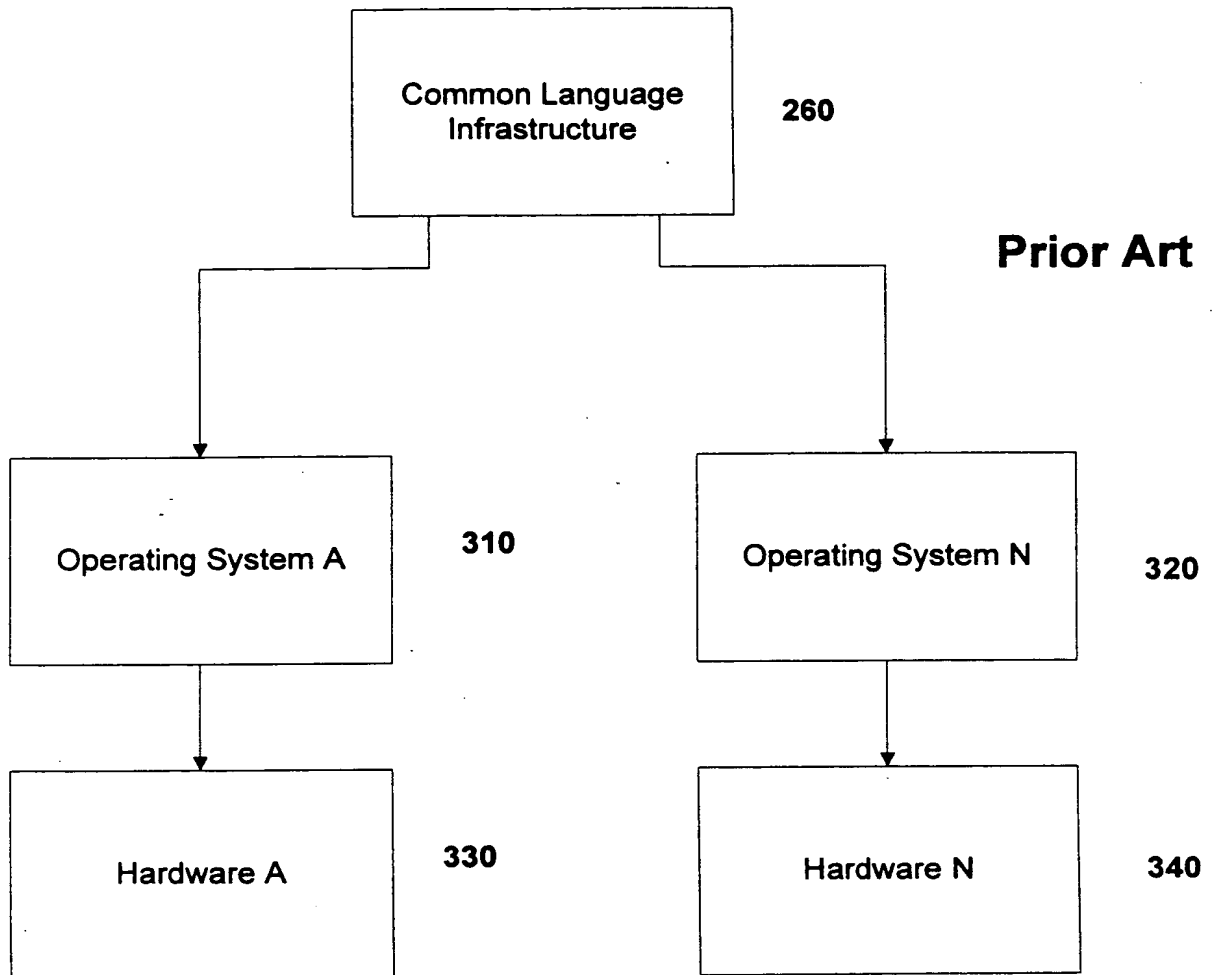 Common Language
Infrastructure
260
Prior Art
Operating System A
310
Operating System N
320
Hardware A
330
Hardware N
340